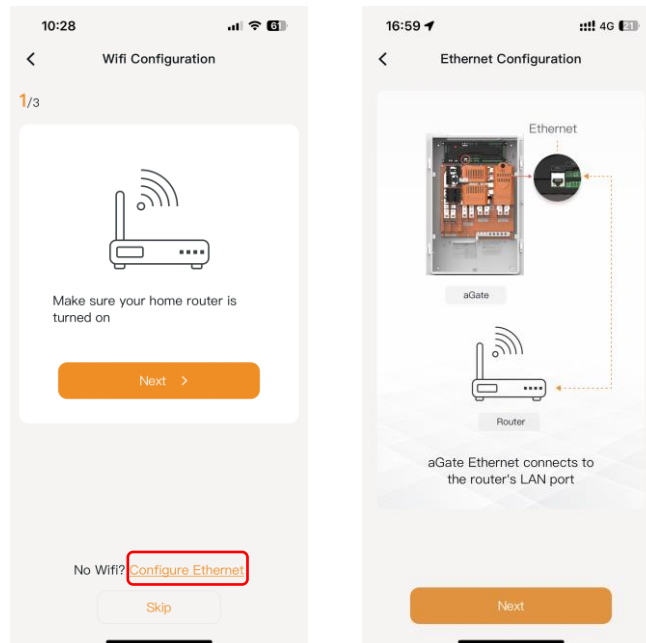 10:28
61
Wifi Configuration
1/3
Make sure your home router is
turned on
Next
No Wifi? Configure Ethernet
Skip
16:59
4G 21
Ethernet Configuration
Ethernet
aGate
Router
aGate Ethernet connects to
the router's LAN port
Next